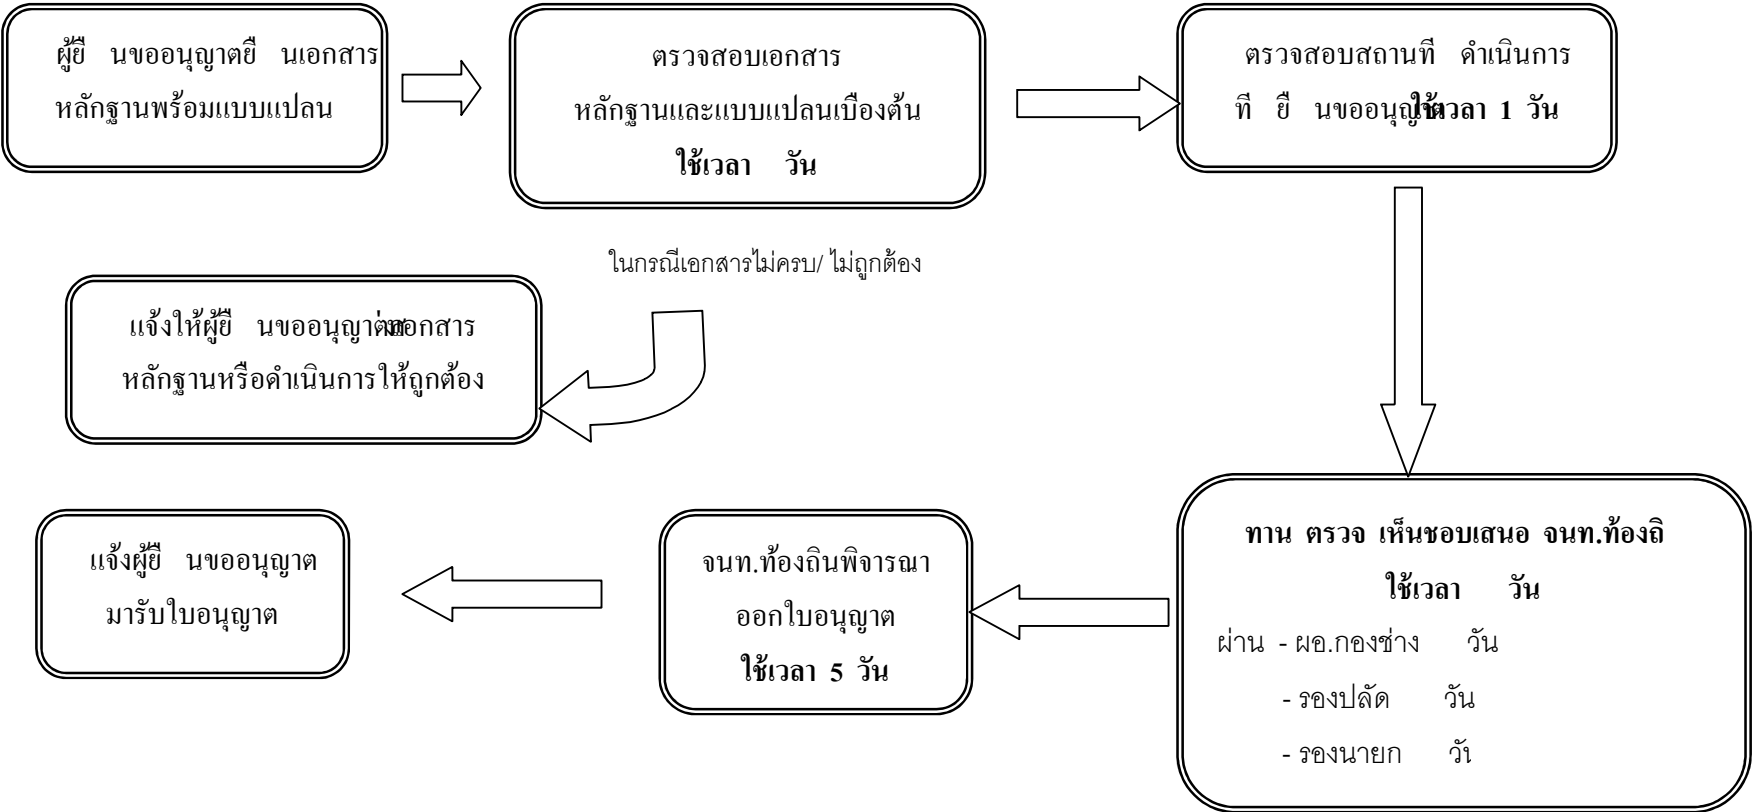 ผู้ยื นขออนุญาตยื นเอกสาร
หลักฐานพร้อมแบบแปลน
ตรวจสอบเอกสาร
หลักฐานและแบบแปลนเบืองต้น
ใช้เวลา วัน
ตรวจสอบสถานที ดำเนินการ
ที ยื นขออนุญาต ใช้เวลา 1 วัน
ในกรณีเอกสารไม่ครบ/ ไม่ถูกต้อง
แจ้งให้ผู้ยื นขออนุญาต เอกสาร
หลักฐานหรือดำเนินการให้ถูกต้อง
ทาน ตรวจ เห็นชอบเสนอ จนท.ท้องถิ
ใช้เวลา วัน
ผ่าน - ผอ.กองช่าง วัน
- รองปลัด วัน
- รองนายก วัน
จนท.ท้องถินพิจารณา
ออกใบอนุญาต
ใช้เวลา 5 วัน
แจ้งผู้ยื นขออนุญาต
มารับใบอนุญาต